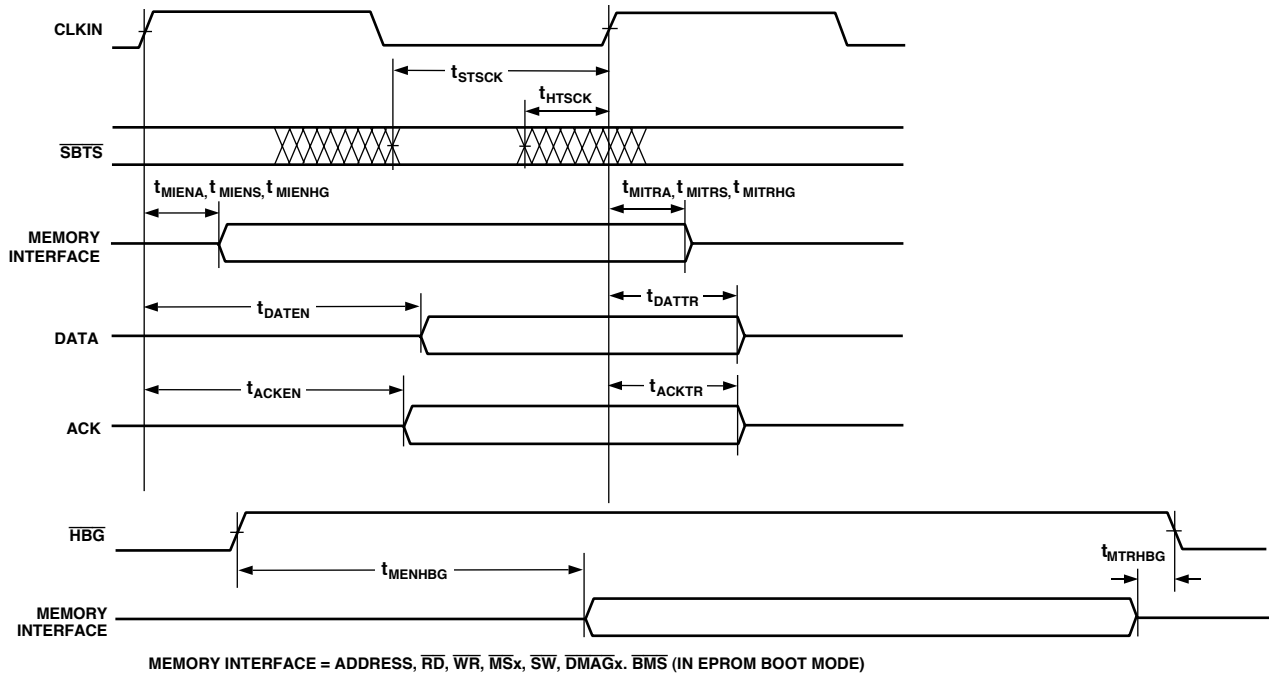 CLKIN
tSTSCK
tHTSCK
SBTS
tMIENA, tMIENS, tMIENHG
tMITRA, tMITRS, tMITRHG
MEMORY
INTERFACE
tDATEN
tDATTR
DATA
tACKEN
tACKTR
ACK
HBG
tMENHBG
tMTRHBG
MEMORY
INTERFACE
MEMORY INTERFACE = ADDRESS, RD, WR, MSx, SW, DMAGx. BMS (IN EPROM BOOT MODE)